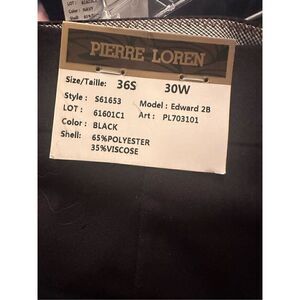 PIERRE LOREN
Size/Taille: 36S 30W
Style : S61653 Model : Edward 2B
LOT : 61601C1 Art : PL703101
Color : BLACK
Shell: 65%POLYESTER
35%VISCOSE